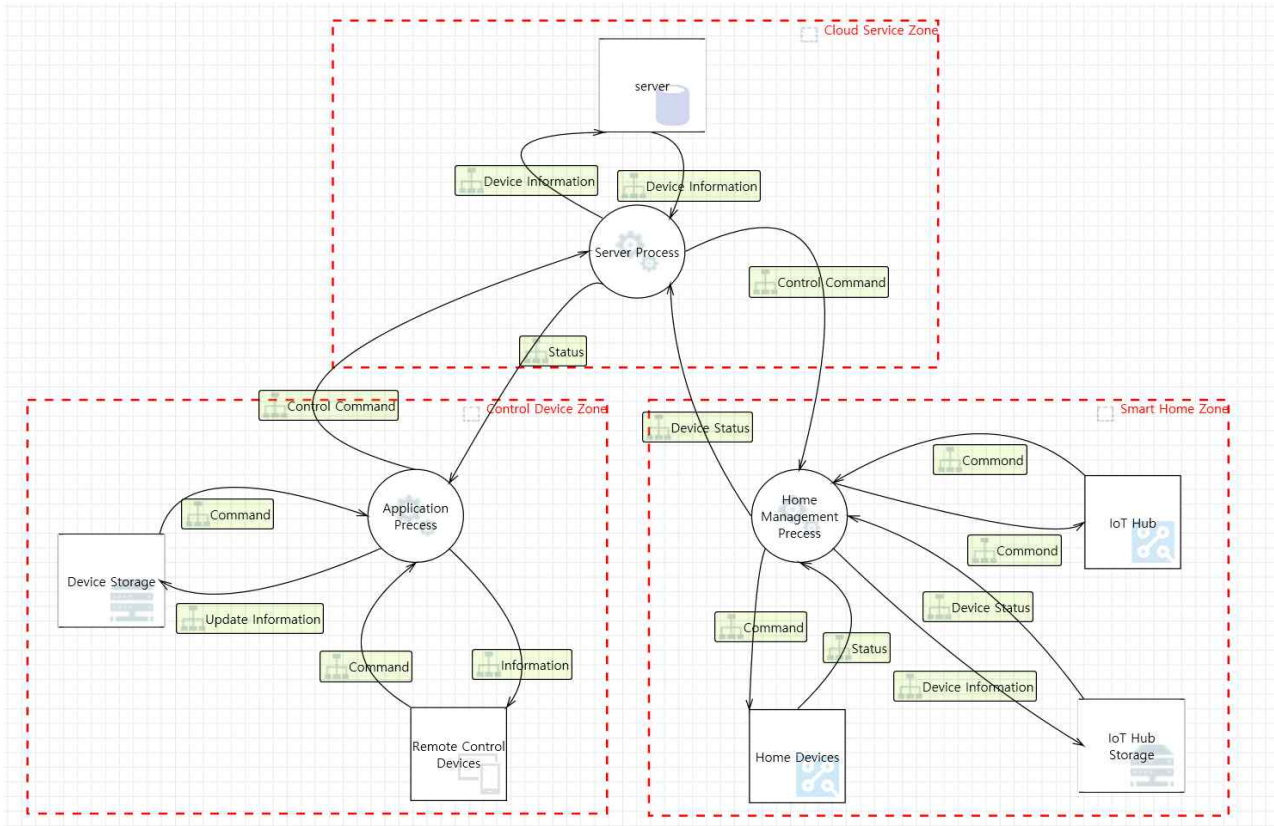 Cloud Service Zone
server
Device Information
Device Information
Server Process
Control Command
Status
Control Command
Control Device Zone
Device Status
Smart Home Zone
Commond
Command
Application
Precess
Home
Management
Precess
IoT Hub
Commond
Device Storage
Update Information
Device Status
Command
Status
Command
Information
Device Information
Remote Control
Devices
Home Devices
IoT Hub
Storage